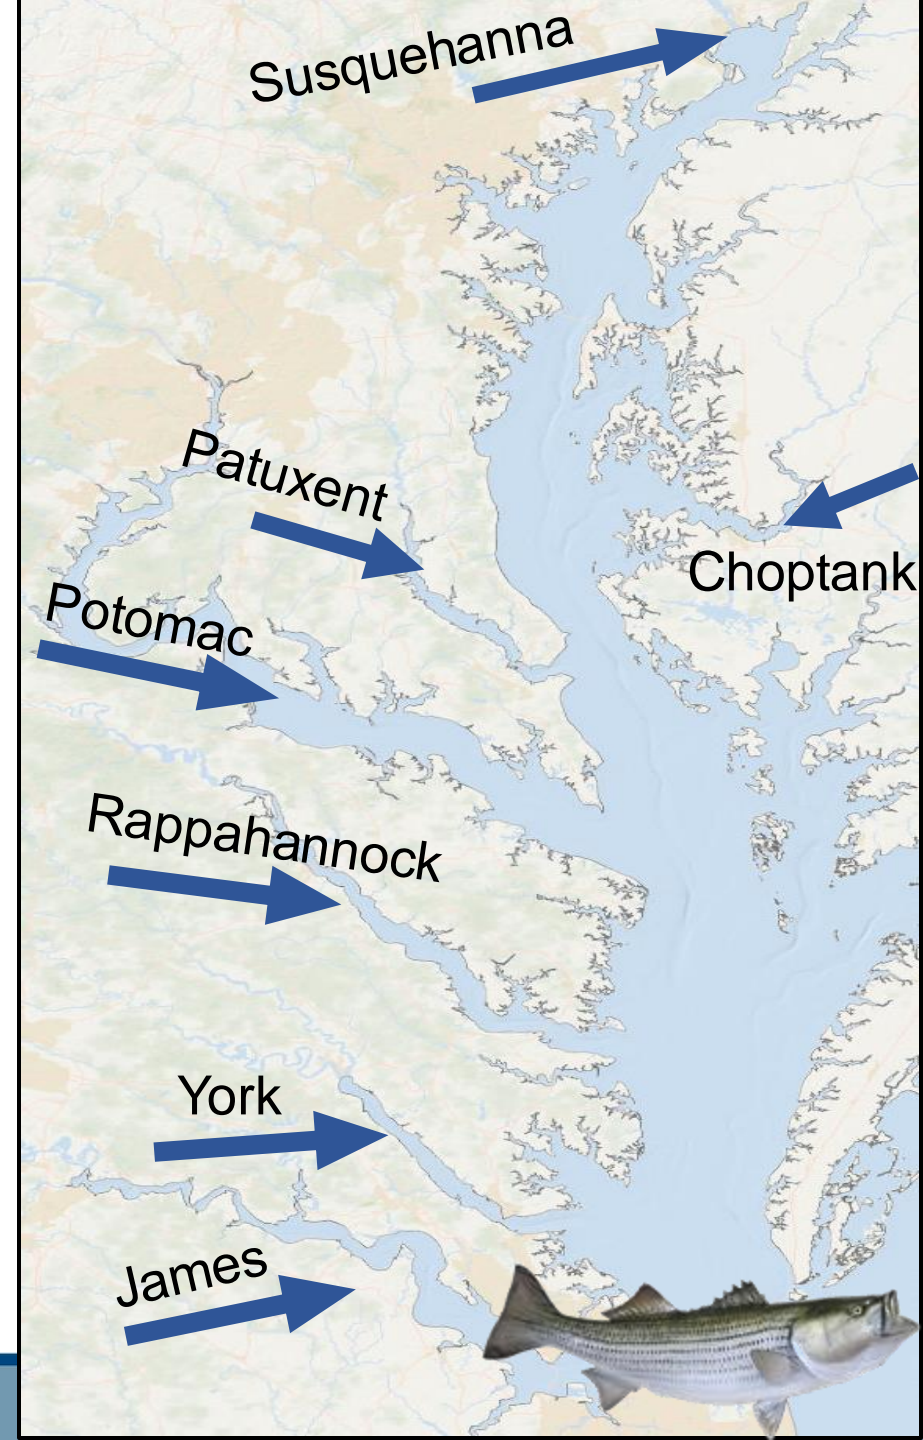 Susquehanna
Patuxent
Choptank
Potomac
Rappahannock
York
James